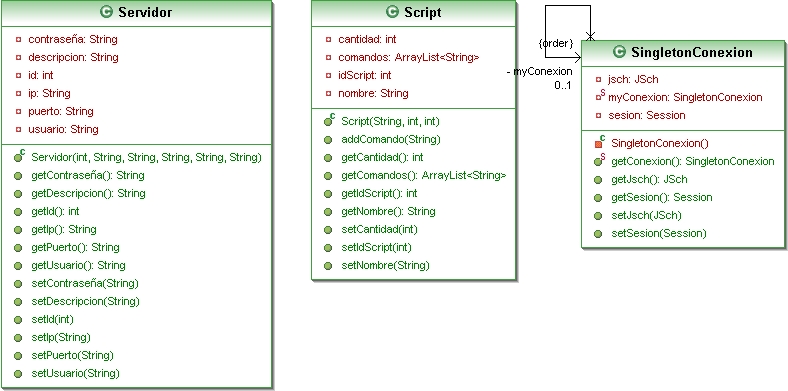 Servidor
contraseña: String
descripcion: String
id: int
ip: String
puerto: String
usuario: String
Servidor(int, String, String, String, String, String)
getContraseña(): String
getDescripcion(): String
getId(): int
getIp(): String
getPuerto(): String
getUsuario(): String
setContraseña(String)
setDescripcion(String)
setId(int)
setIp(String)
setPuerto(String)
setUsuario(String)
Script
cantidad: int
comandos: ArrayList<String>
idScript: int
nombre: String
Script(String, int, int)
addComando(String)
getCantidad(): int
getComandos(): ArrayList<String>
getIdScript(): int
getNombre(): String
setCantidad(int)
setIdScript(int)
setNombre(String)
{order}
- myConexion
0..1
SingletonConexion
jsch: JSch
myConexion: SingletonConexion
sesion: Session
SingletonConexion()
getConexion(): SingletonConexion
getJsch(): JSch
getSesion(): Session
setJsch(JSch)
setSesion(Session)